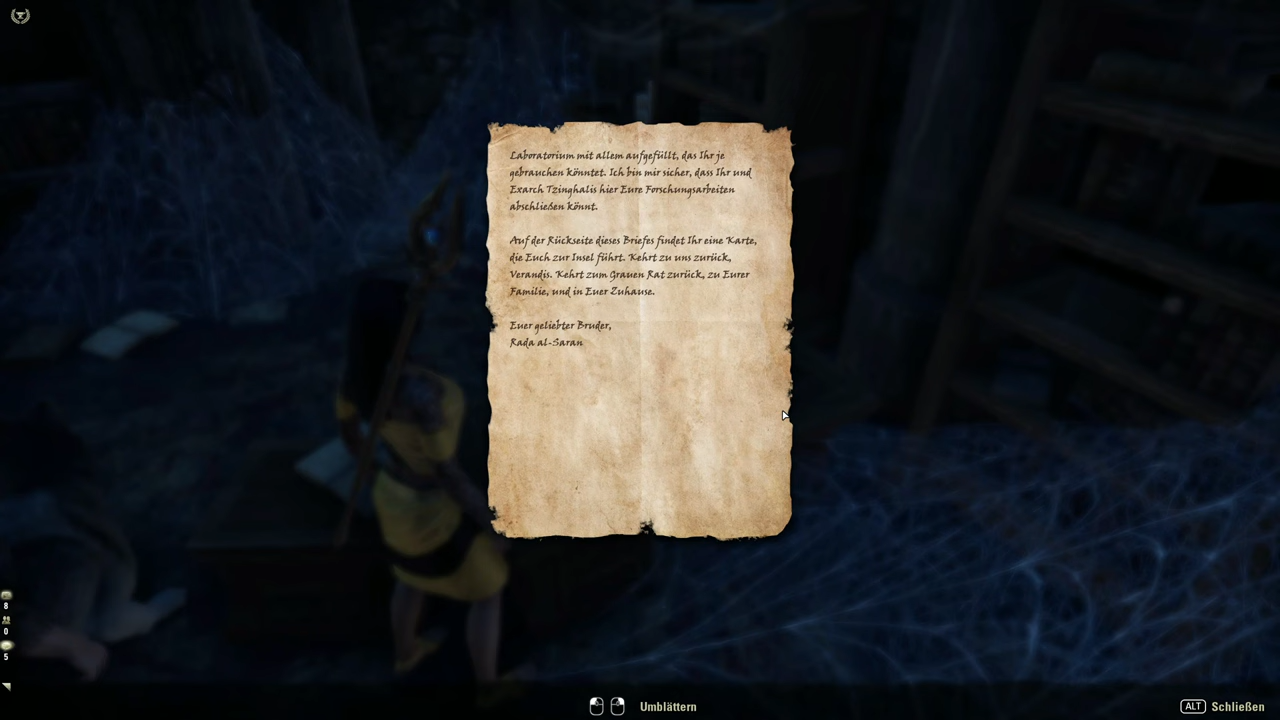 Laboratorium mit allem aufgefüllt, das Ihr je
gebrauchen könntet. Ich bin mir sicher, dass Ihr und
Exarch Tzinghalis hier Eure Forschungsarbeiten
abschließen könnt.
Auf der Rückseite dieses Briefes findet Ihr eine Karte,
die Euch zur Insel führt. Kehrt zu uns zurück,
Verandis. Kehrt zum Grauen Rat zurück, zu Eurer
Familie, und in Euer Zuhause.
Euer geliebter Bruder,
Rada al-Saran
8
0
5
Umblättern
ALT Schließen